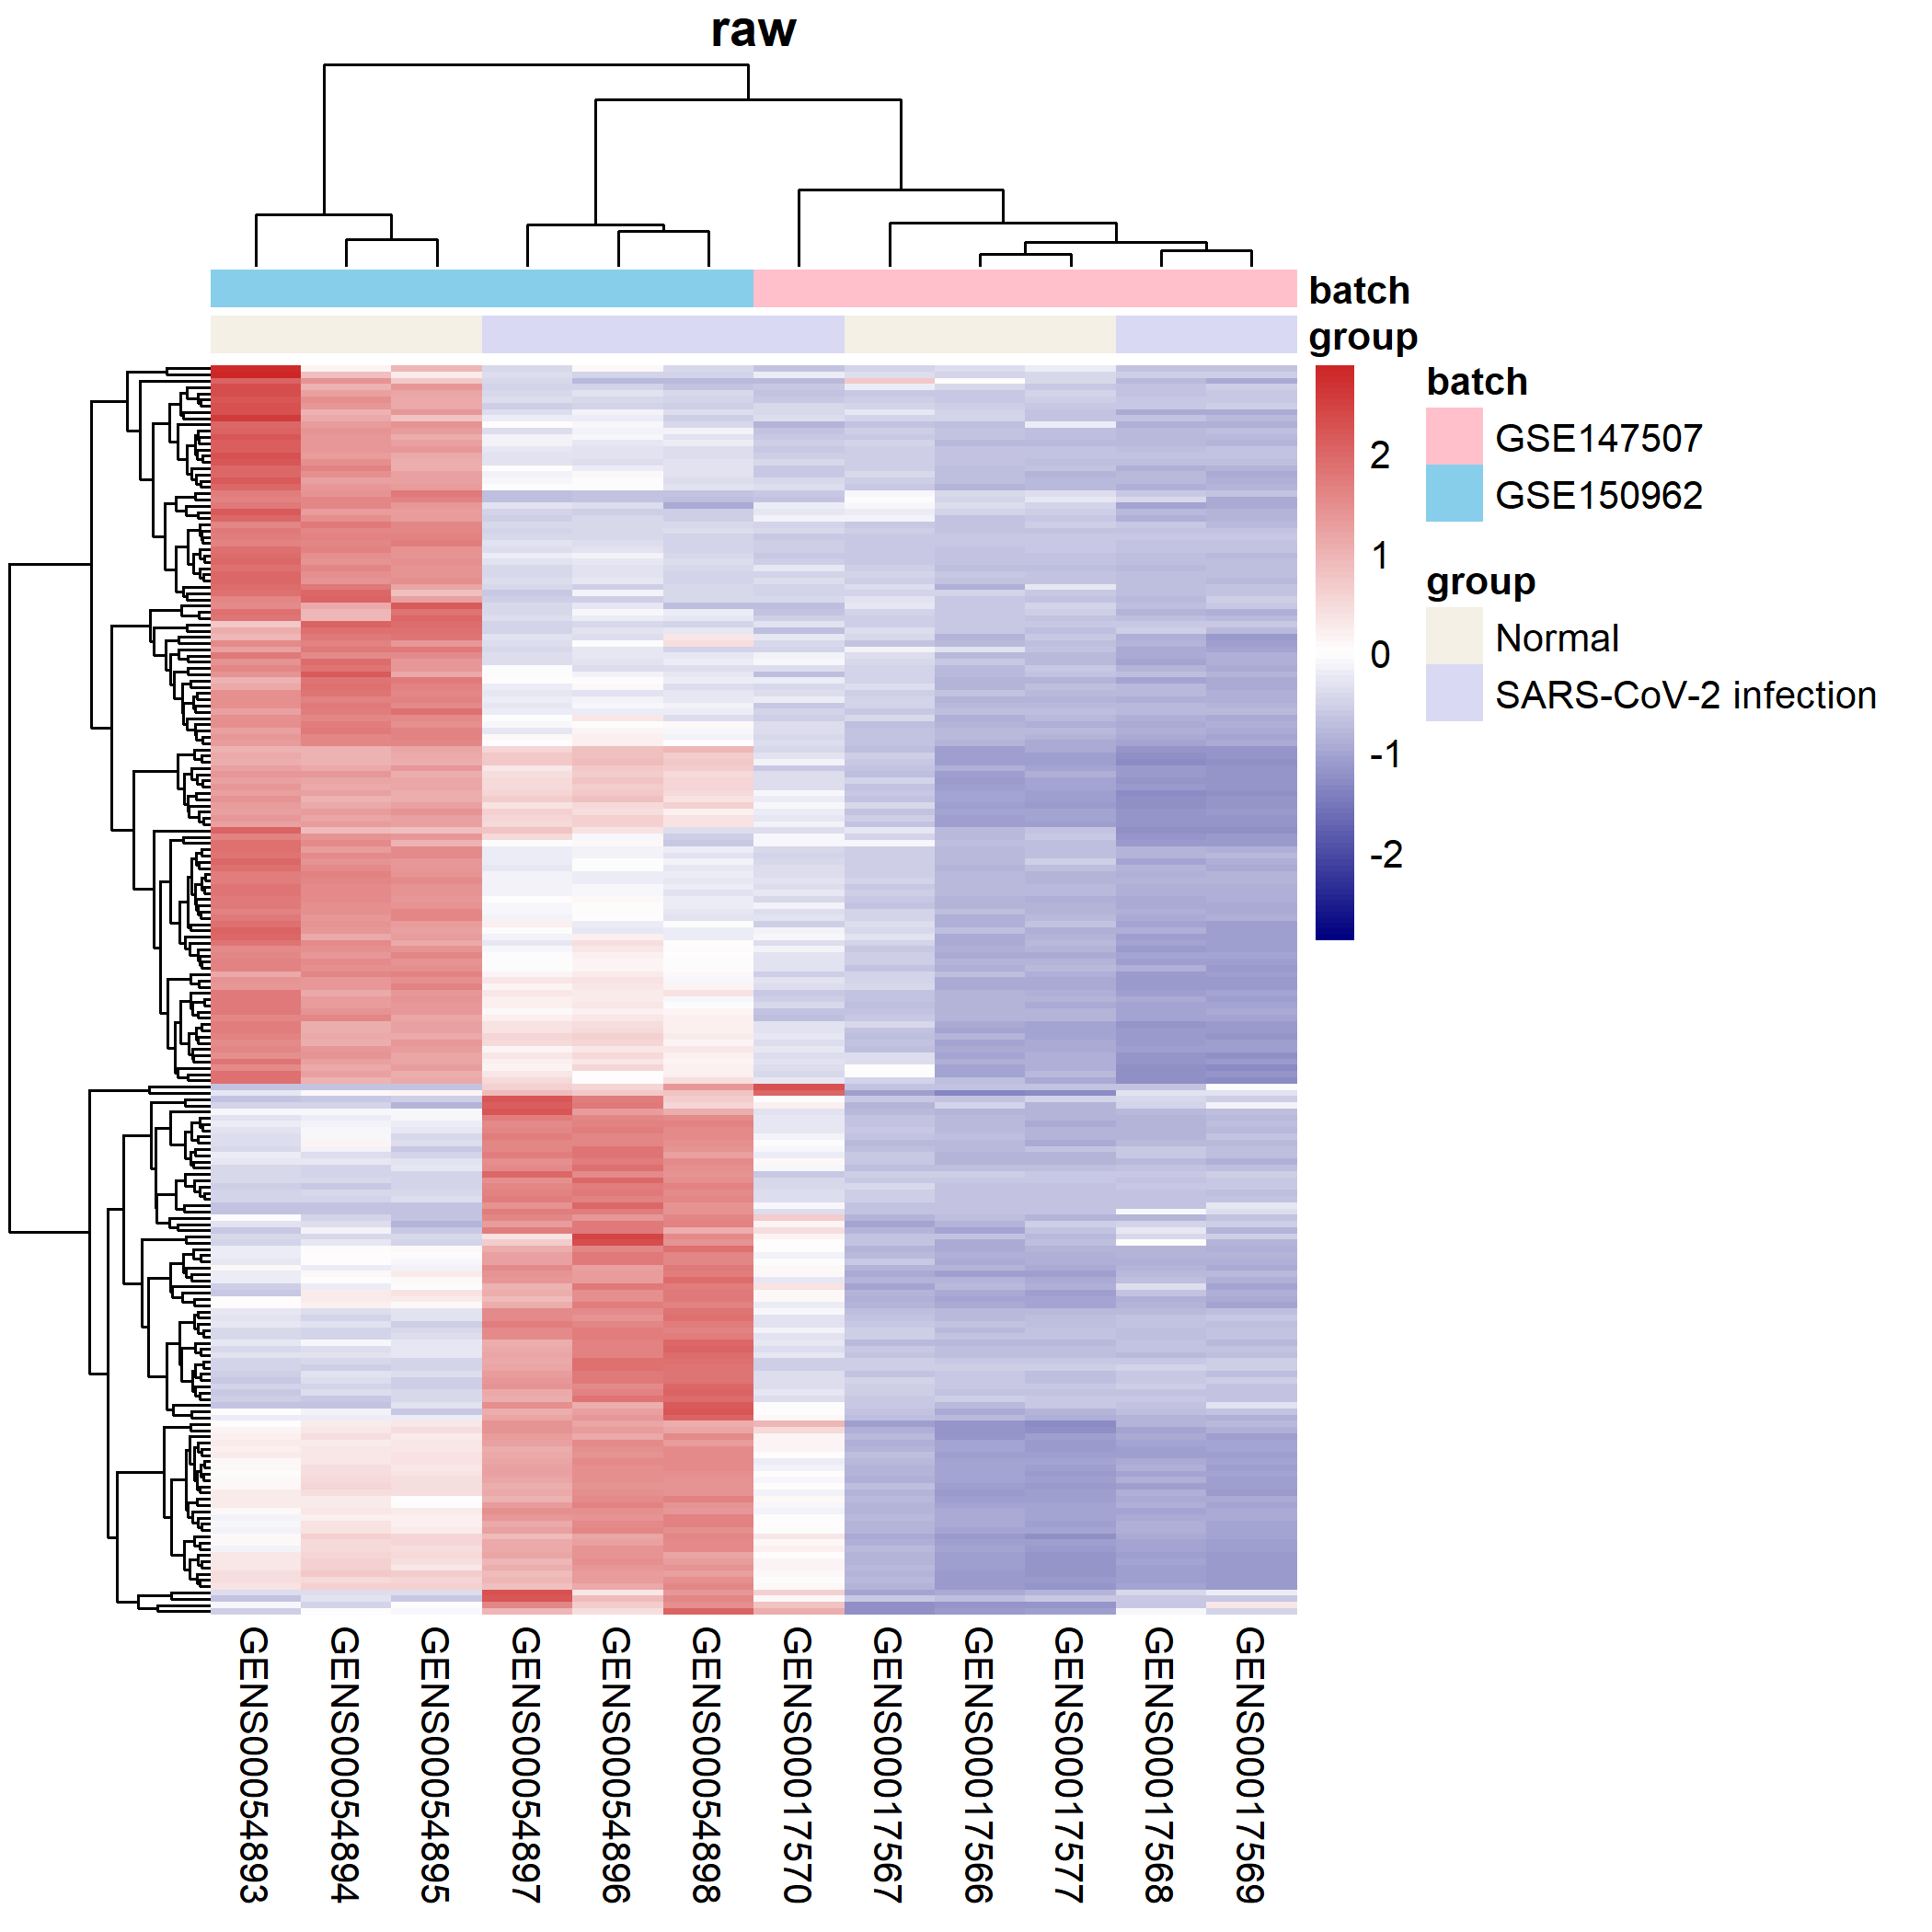 raw
batch
group
2
1
0
-1
-2
batch
GSE147507
GSE150962
group
Normal
SARS-CoV-2 infection
GENS00054893
GENS00054894
GENS00054895
GENS00054897
GENS00054896
GENS00054898
GENS00017570
GENS00017567
GENS00017566
GENS00017577
GENS00017568
GENS00017569